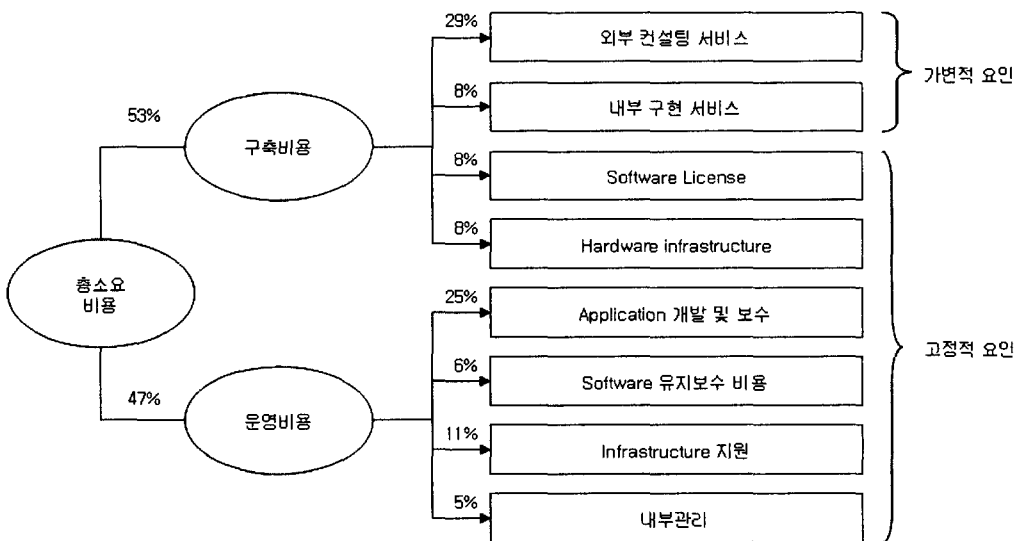 29%
외부 컨설팅 서비스
가변적 요인
8%
내부 구현 서비스
53%
구축비용
8%
Software License
8%
Hardware infrastructure
총소요
비용
25%
Application 개발 및 보수
고정적 요인
6%
Software 유지보수 비용
47%
운영비용
11%
Infrastructure 지원
5%
내부관리